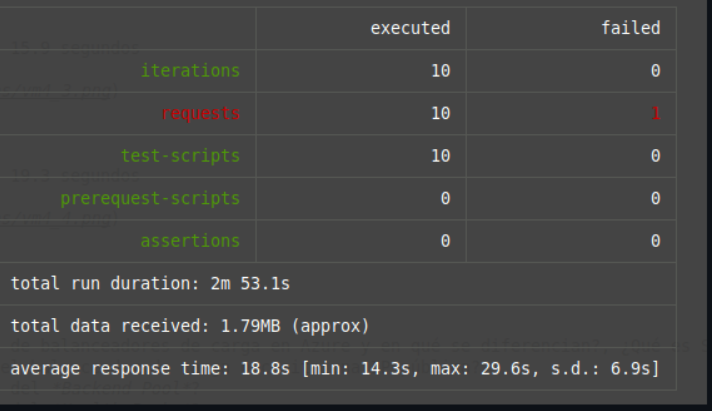 executed failed
iterations 10 0
requests 10 1
test-scripts 10 0
prerequest-scripts 0 0
assertions 0 0
total run duration: 2m 53.1s
total data received: 1.79MB (approx)
average response time: 18.8s [min: 14.3s, max: 29.6s, s.d.: 6.9s]